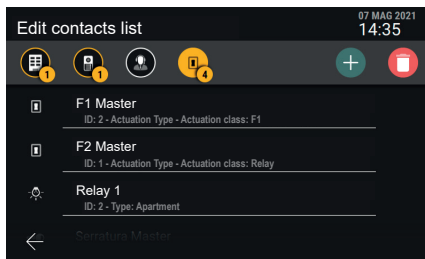 07 MAG 2021
Edit contacts list
14:35
1
1
4
F1 Master
ID: 2 - Actuation Type - Actuation class: F1
F2 Master
ID: 1 - Actuation Type - Actuation class: Relay
Relay 1
ID: 2 - Type: Apartment
Serratura Master